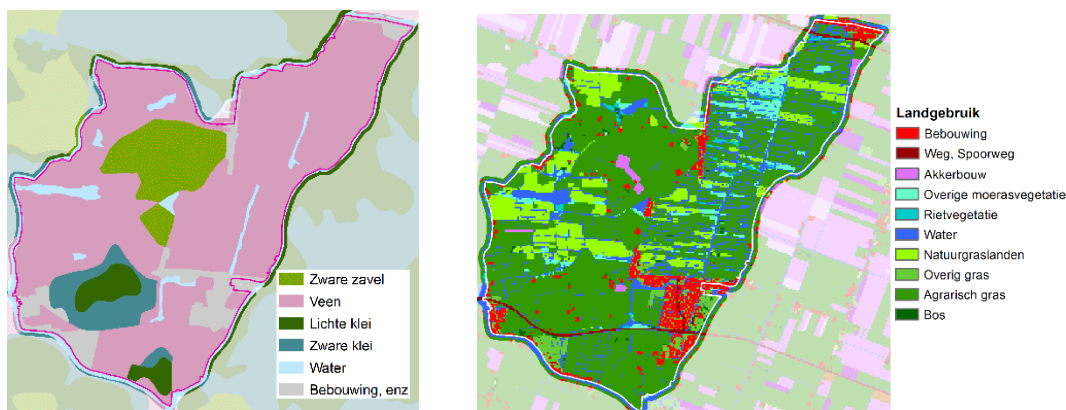 Zware zavel
Veen
Lichte klei
Zware klei
Water
Bebouwing, enz
Landgebruik
Bebouwing
Weg, Spoorweg
Akkerbouw
Overige moerasvegetatie
Rietvegetatie
Water
Natuurgraslanden
Overig gras
Agrarisch gras
Bos